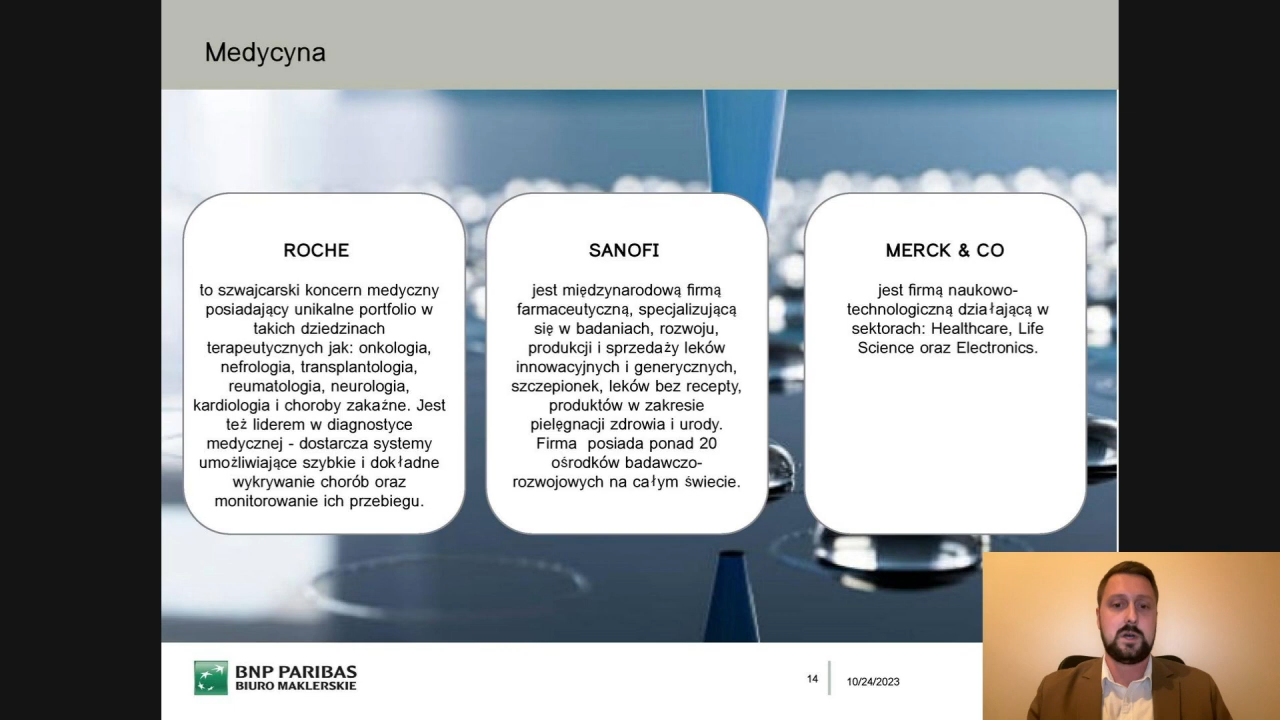 Medycyna
ROCHE
to szwajcarski koncern medyczny
posiadający unikalne portfolio w
takich dziedzinach
terapeutycznych jak: onkologia,
nefrologia, transplantologia,
reumatologia, neurologia,
kardiologia i choroby zakaźne. Jest
też liderem w diagnostyce
medycznej - dostarcza systemy
umożliwiające szybkie i dokładne
wykrywanie chorób oraz
monitorowanie ich przebiegu.
SANOFI
jest międzynarodową firmą
farmaceutyczną, specjalizującą
się w badaniach, rozwoju,
produkcji i sprzedaży leków
innowacyjnych i generycznych,
szczepionek, leków bez recepty,
produktów w zakresie
pielęgnacji zdrowia i urody.
Firma posiada ponad 20
ośrodków badawczo-
rozwojowych na całym świecie.
MERCK & CO
jest firmą naukowo-
technologiczną działającą w
sektorach: Healthcare, Life
Science oraz Electronics.
BNP PARIBAS
BIURO MAKLERSKIE
14
10/24/2023